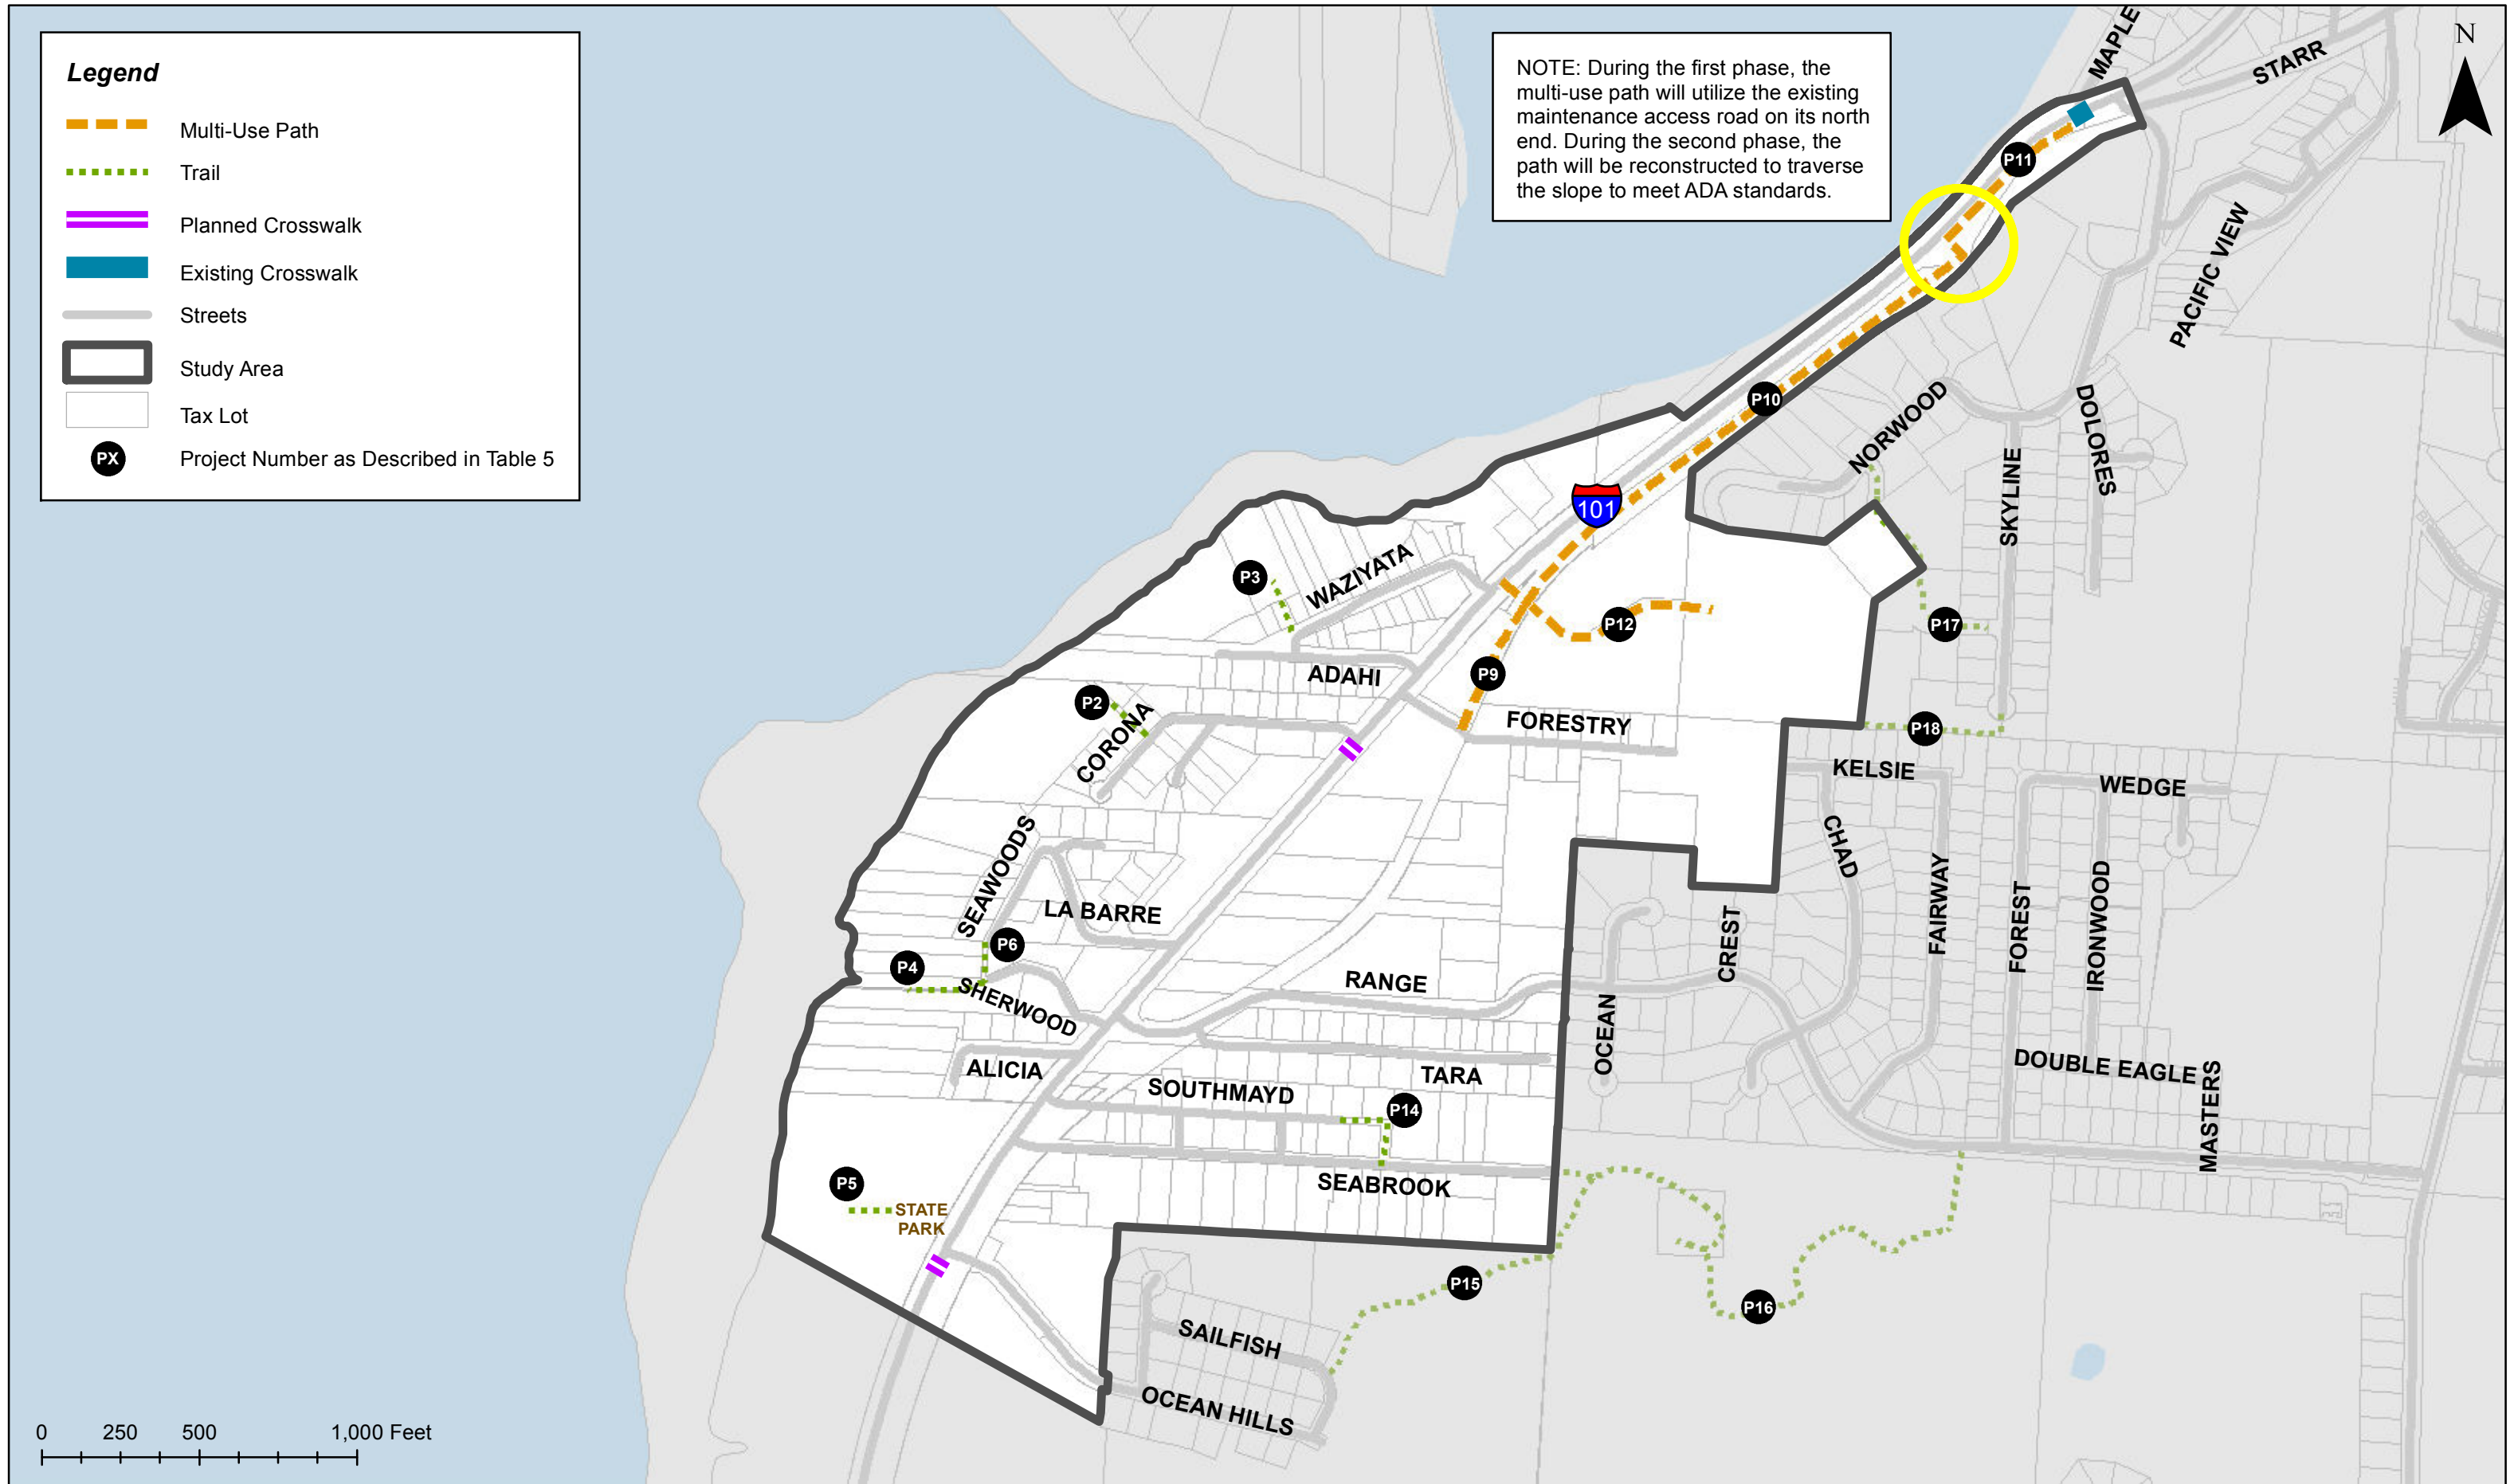 Legend
Multi-Use Path
Trail
Planned Crosswalk
Existing Crosswalk
Streets
Study Area
Tax Lot
PX
Project Number as Described in Table 5
NOTE: During the first phase, the
multi-use path will utilize the existing
maintenance access road on its north
end. During the second phase, the
path will be reconstructed to traverse
the slope to meet ADA standards.
N
MAPLE
STARR
P11
PACIFIC VIEW
P10
NORWOOD
DOLORES
SKYLINE
101
WAZIYATA
P3
P12
P17
ADAHI
P9
P2
CORONA
FORESTRY
P18
KELSIE
WEDGE
CHAD
SEAWOODS
FAIRWAY
FOREST
IRONWOOD
LA BARRE
CREST
P6
P4
SHERWOOD
RANGE
OCEAN
ALICIA
TARA
DOUBLE EAGLE
MASTERS
SOUTHMAYD
P14
SEABROOK
P5
STATE
PARK
P15
P16
SAILFISH
OCEAN HILLS
0 250 500 1,000 Feet